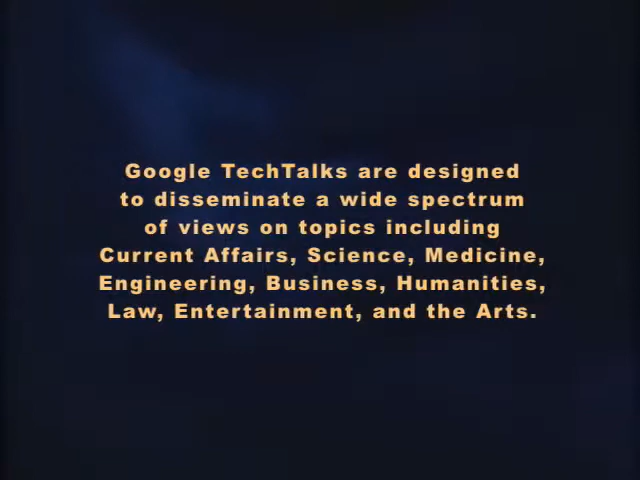 Google TechTalks are designed
to disseminate a wide spectrum
of views on topics including
Current Affairs, Science, Medicine,
Engineering, Business, Humanities,
Law, Entertainment, and the Arts.